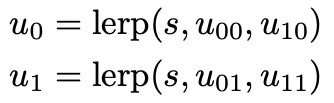 u₀ = lerp(s, u₀₀, u₁₀)
u₁ = lerp(s, u₀₁, u₁₁)